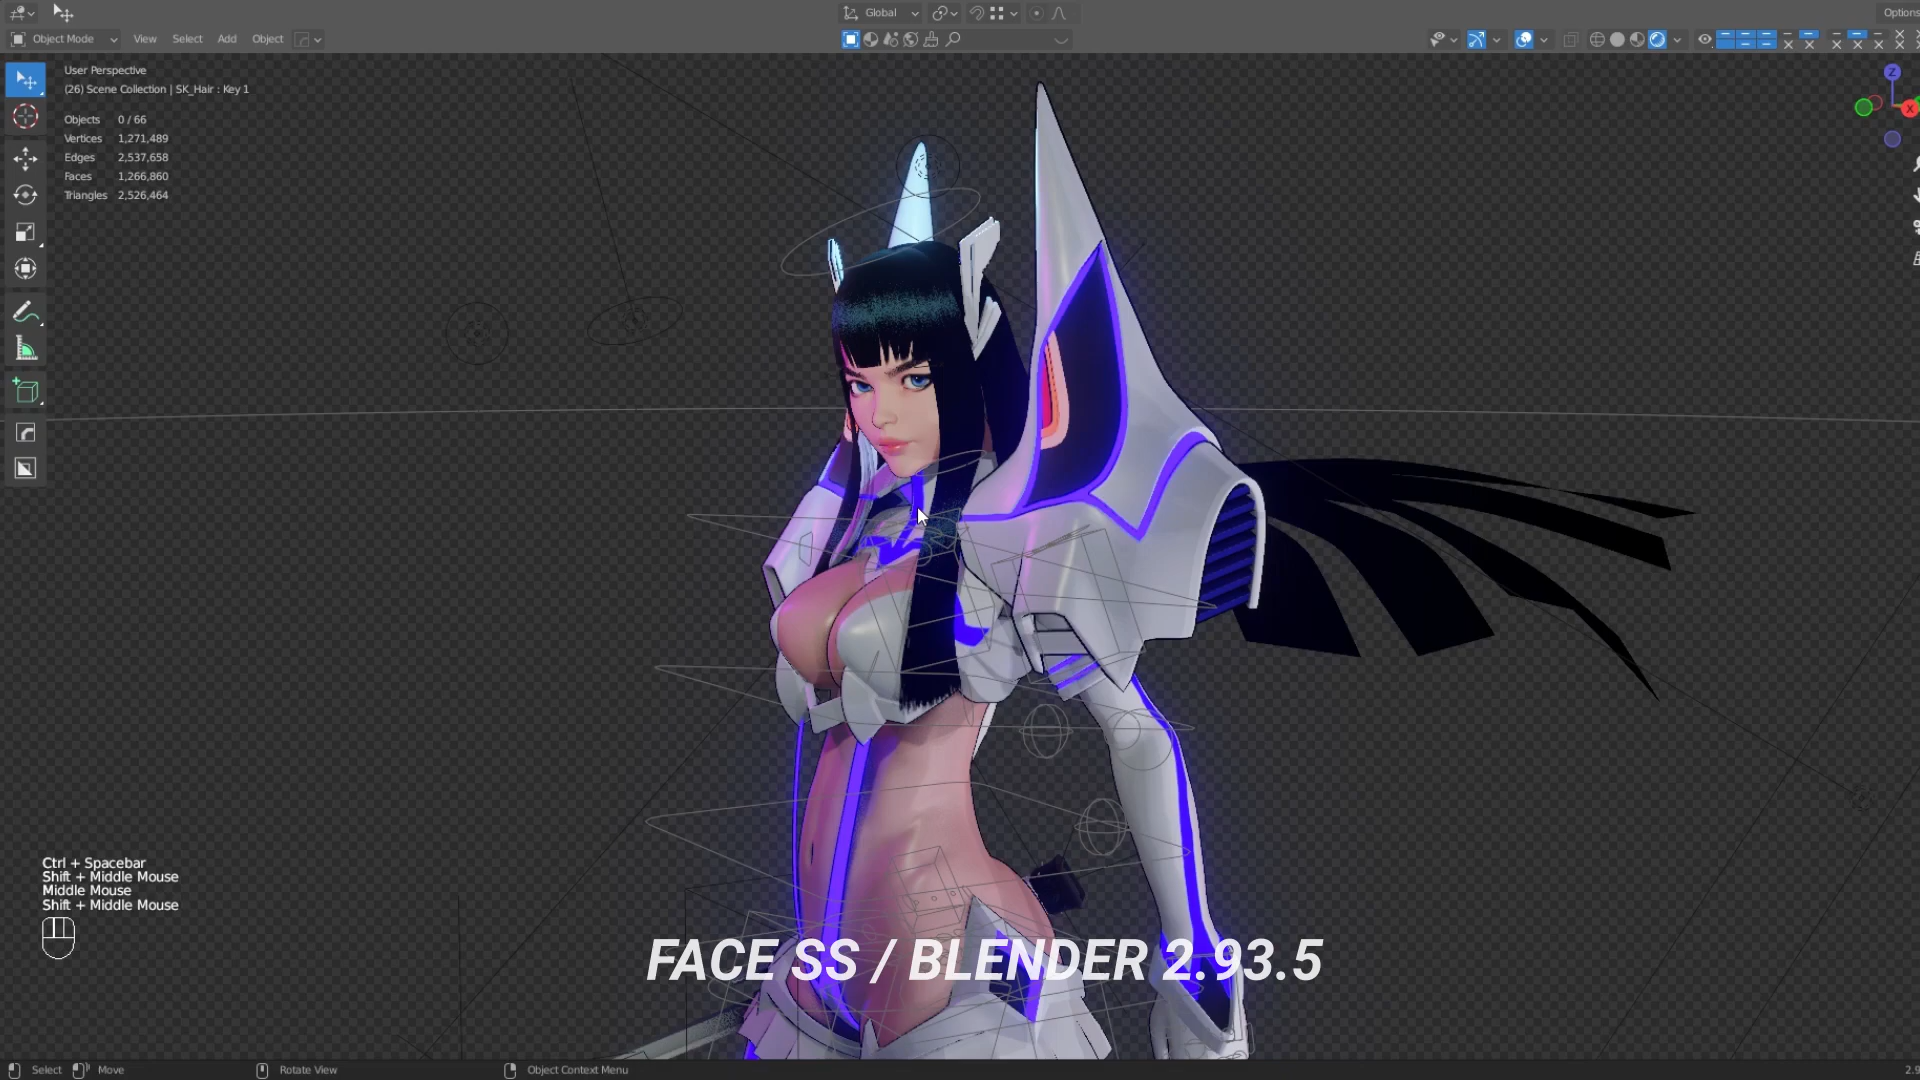 Global
Options
Object Mode
View
Select
Add
Object
User Perspective
(26) Scene Collection | SK_Hair : Key 1
Objects 0 / 66
Vertices 1,271,489
Edges 2,537,658
Faces 1,266,860
Triangles 2,526,464
Z
X
Ctrl + Spacebar
Shift + Middle Mouse
Middle Mouse
Shift + Middle Mouse
FACE SS / BLENDER 2.93.5
Select
Move
Rotate View
Object Context Menu
2.9